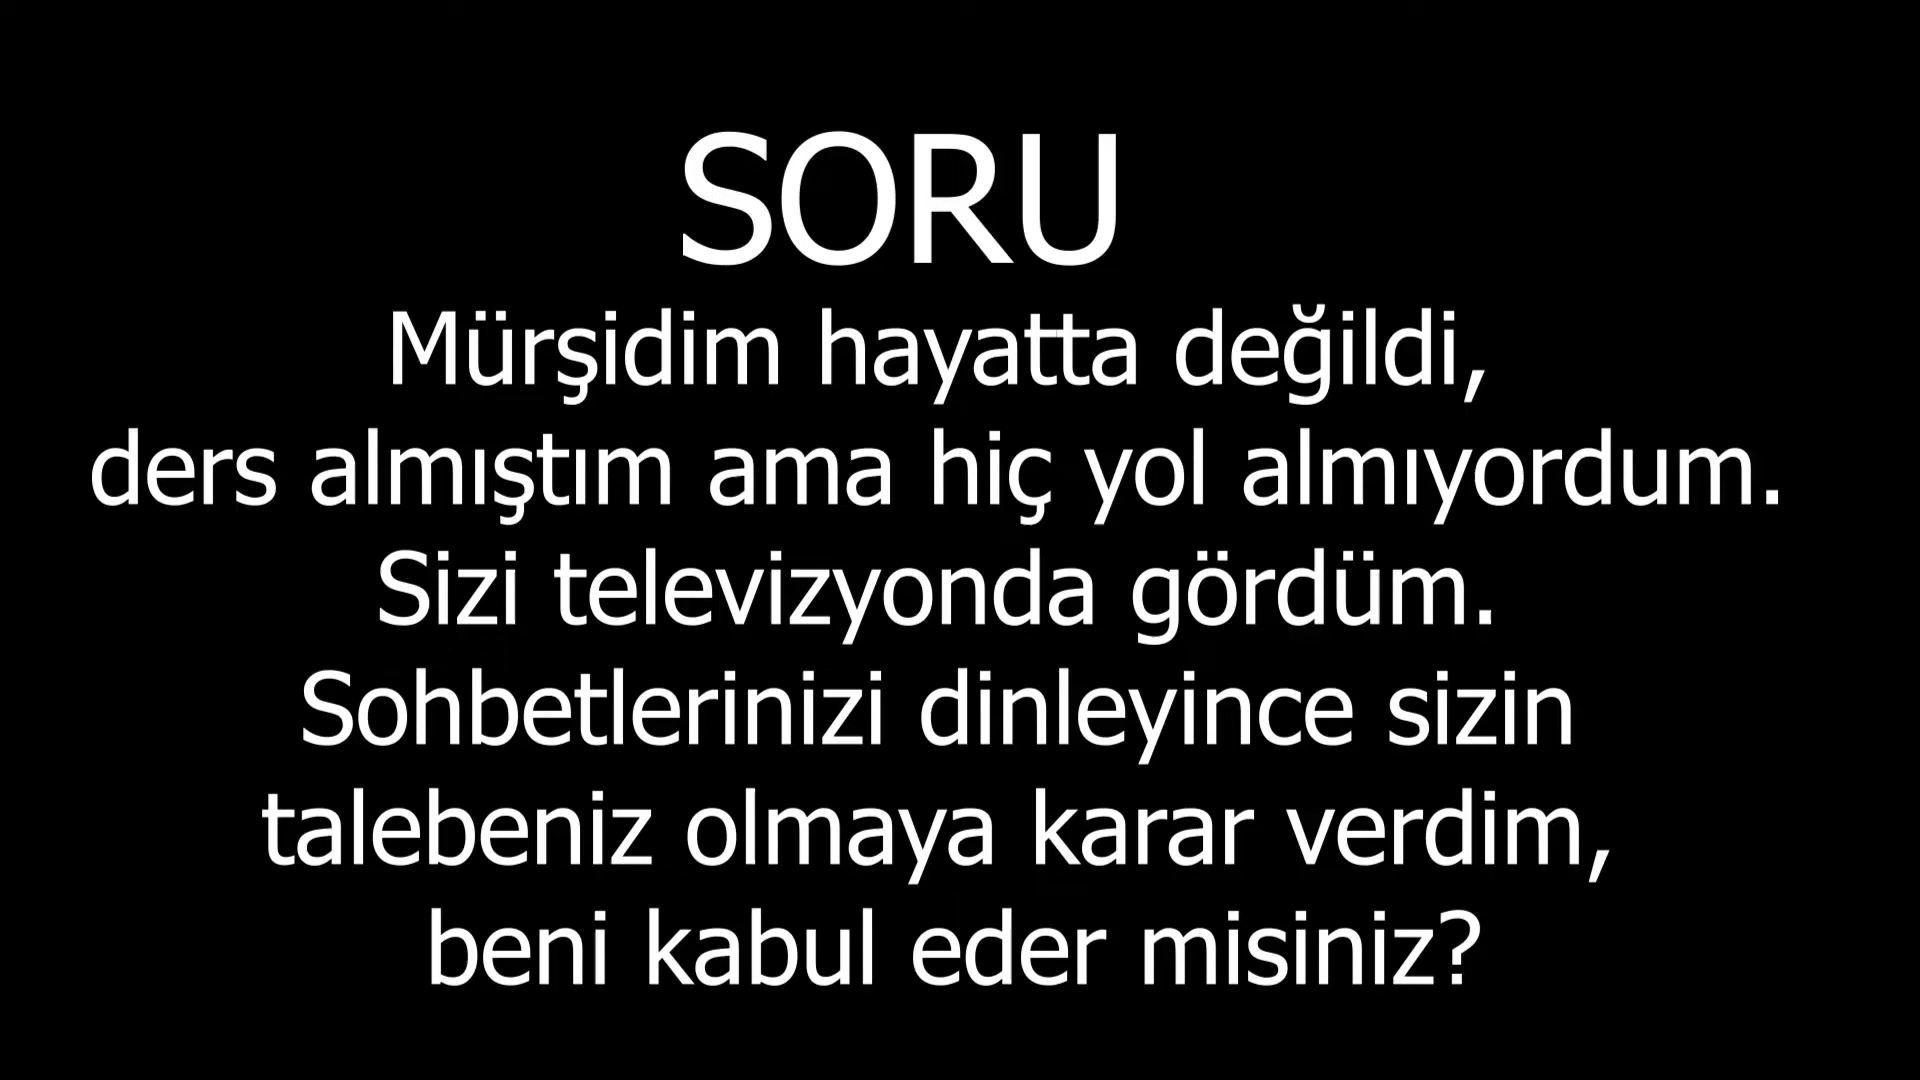 SORU
Mürşidim hayatta değildi,
ders almıştım ama hiç yol almıyordum.
Sizi televizyonda gördüm.
Sohbetlerinizi dinleyince sizin
talebeniz olmaya karar verdim,
beni kabul eder misiniz?